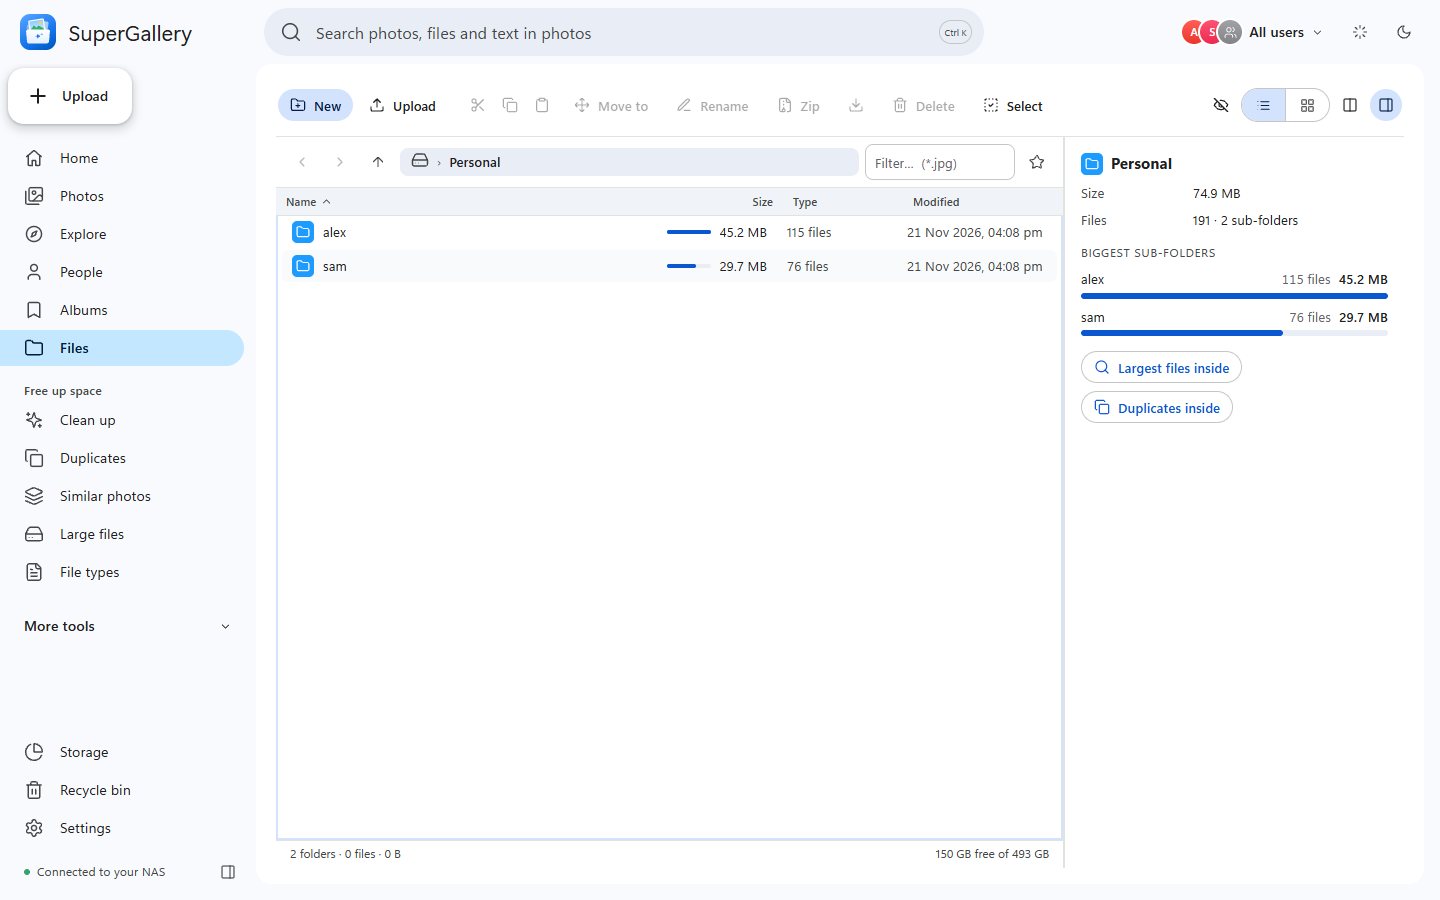 SuperGallery
Search photos, files and text in photos
Ctrl K
A S
All users
Upload
New
Upload
Move to
Rename
Zip
Delete
Select
Home
Photos
Explore
People
Albums
Files
Free up space
Clean up
Duplicates
Similar photos
Large files
File types
More tools
Storage
Recycle bin
Settings
Connected to your NAS
› Personal
Filter... (*.jpg)
Name Size Type Modified
alex 45.2 MB 115 files 21 Nov 2026, 04:08 pm
sam 29.7 MB 76 files 21 Nov 2026, 04:08 pm
2 folders · 0 files · 0 B
150 GB free of 493 GB
Personal
Size 74.9 MB
Files 191 · 2 sub-folders
BIGGEST SUB-FOLDERS
alex 115 files 45.2 MB
sam 76 files 29.7 MB
Largest files inside
Duplicates inside